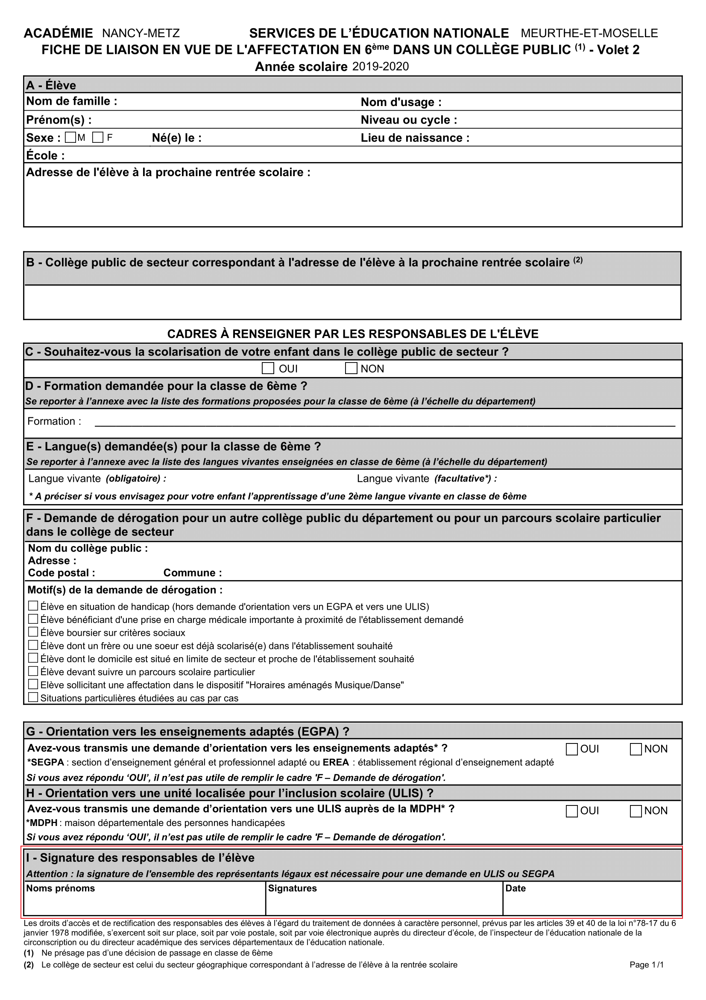 ACADÉMIE NANCY-METZ SERVICES DE L’ÉDUCATION NATIONALE MEURTHE-ET-MOSELLE
FICHE DE LIAISON EN VUE DE L'AFFECTATION EN 6ème DANS UN COLLÈGE PUBLIC (1) - Volet 2
Année scolaire 2019-2020
A - Élève
Nom de famille : Nom d'usage :
Prénom(s) : Niveau ou cycle :
Sexe : M F Né(e) le : Lieu de naissance :
École :
Adresse de l'élève à la prochaine rentrée scolaire :
B - Collège public de secteur correspondant à l'adresse de l'élève à la prochaine rentrée scolaire (2)
CADRES À RENSEIGNER PAR LES RESPONSABLES DE L'ÉLÈVE
C - Souhaitez-vous la scolarisation de votre enfant dans le collège public de secteur ?
OUI NON
D - Formation demandée pour la classe de 6ème ?
Se reporter à l’annexe avec la liste des formations proposées pour la classe de 6ème (à l’échelle du département)
Formation :
E - Langue(s) demandée(s) pour la classe de 6ème ?
Se reporter à l’annexe avec la liste des langues vivantes enseignées en classe de 6ème (à l’échelle du département)
Langue vivante (obligatoire) : Langue vivante (facultative*) :
* A préciser si vous envisagez pour votre enfant l’apprentissage d’une 2ème langue vivante en classe de 6ème
F - Demande de dérogation pour un autre collège public du département ou pour un parcours scolaire particulier
dans le collège de secteur
Nom du collège public :
Adresse :
Code postal : Commune :
Motif(s) de la demande de dérogation :
Élève en situation de handicap (hors demande d'orientation vers un EGPA et vers une ULIS)
Élève bénéficiant d'une prise en charge médicale importante à proximité de l'établissement demandé
Élève boursier sur critères sociaux
Élève dont un frère ou une soeur est déjà scolarisé(e) dans l'établissement souhaité
Élève dont le domicile est situé en limite de secteur et proche de l'établissement souhaité
Élève devant suivre un parcours scolaire particulier
Elève sollicitant une affectation dans le dispositif "Horaires aménagés Musique/Danse"
Situations particulières étudiées au cas par cas
G - Orientation vers les enseignements adaptés (EGPA) ?
Avez-vous transmis une demande d’orientation vers les enseignements adaptés* ? OUI NON
*SEGPA : section d’enseignement général et professionnel adapté ou EREA : établissement régional d’enseignement adapté
Si vous avez répondu ‘OUI’, il n’est pas utile de remplir le cadre 'F – Demande de dérogation'.
H - Orientation vers une unité localisée pour l’inclusion scolaire (ULIS) ?
Avez-vous transmis une demande d’orientation vers une ULIS auprès de la MDPH* ? OUI NON
*MDPH : maison départementale des personnes handicapées
Si vous avez répondu ‘OUI’, il n’est pas utile de remplir le cadre 'F – Demande de dérogation'.
I - Signature des responsables de l’élève
Attention : la signature de l'ensemble des représentants légaux est nécessaire pour une demande en ULIS ou SEGPA
Noms prénoms Signatures Date
Les droits d’accès et de rectification des responsables des élèves à l’égard du traitement de données à caractère personnel, prévus par les articles 39 et 40 de la loi n°78-17 du 6
janvier 1978 modifiée, s’exercent soit sur place, soit par voie postale, soit par voie électronique auprès du directeur d’école, de l’inspecteur de l’éducation nationale de la
circonscription ou du directeur académique des services départementaux de l’éducation nationale.
(1) Ne présage pas d’une décision de passage en classe de 6ème
(2) Le collège de secteur est celui du secteur géographique correspondant à l’adresse de l’élève à la rentrée scolaire Page 1/1